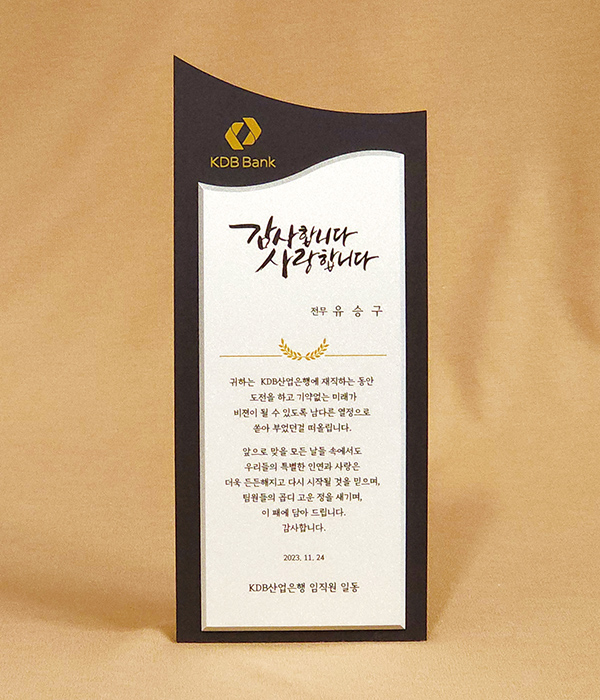 KDB Bank
감사합니다
사랑합니다
전무 유 승 구
귀하는 KDB산업은행에 재직하는 동안
도전을 하고 기약없는 미래가
비젼이 될 수 있도록 남다른 열정으로
쏟아 부었던걸 떠올립니다.
앞으로 맞을 모든 날들 속에서도
우리들의 특별한 인연과 사랑은
더욱 든든해지고 다시 시작될 것을 믿으며,
팀원들의 곱디 고운 정을 새기며,
이 패에 담아 드립니다.
감사합니다.
2023. 11. 24
KDB산업은행 임직원 일동